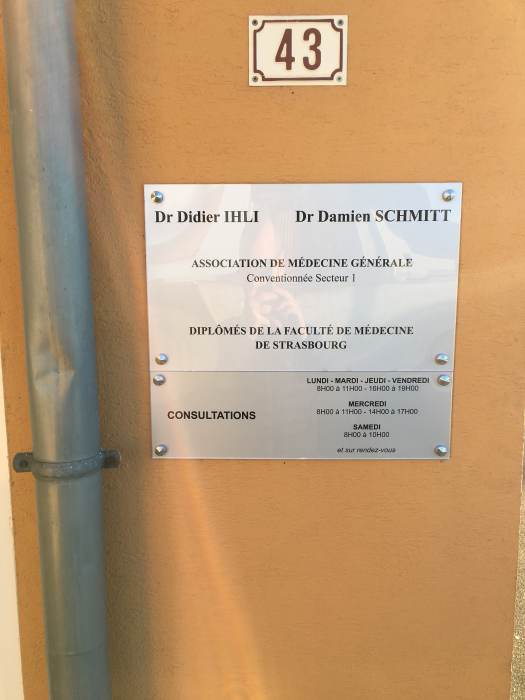 43
Dr Didier IHLI Dr Damien SCHMITT
ASSOCIATION DE MÉDECINE GÉNÉRALE
Conventionnée Secteur 1
DIPLÔMÉS DE LA FACULTÉ DE MÉDECINE
DE STRASBOURG
CONSULTATIONS
LUNDI - MARDI - JEUDI - VENDREDI
8H00 à 11H00 - 16H00 à 19H00
MERCREDI
8H00 à 11H00 - 14H00 à 17H00
SAMEDI
8H00 à 10H00
et sur rendez-vous